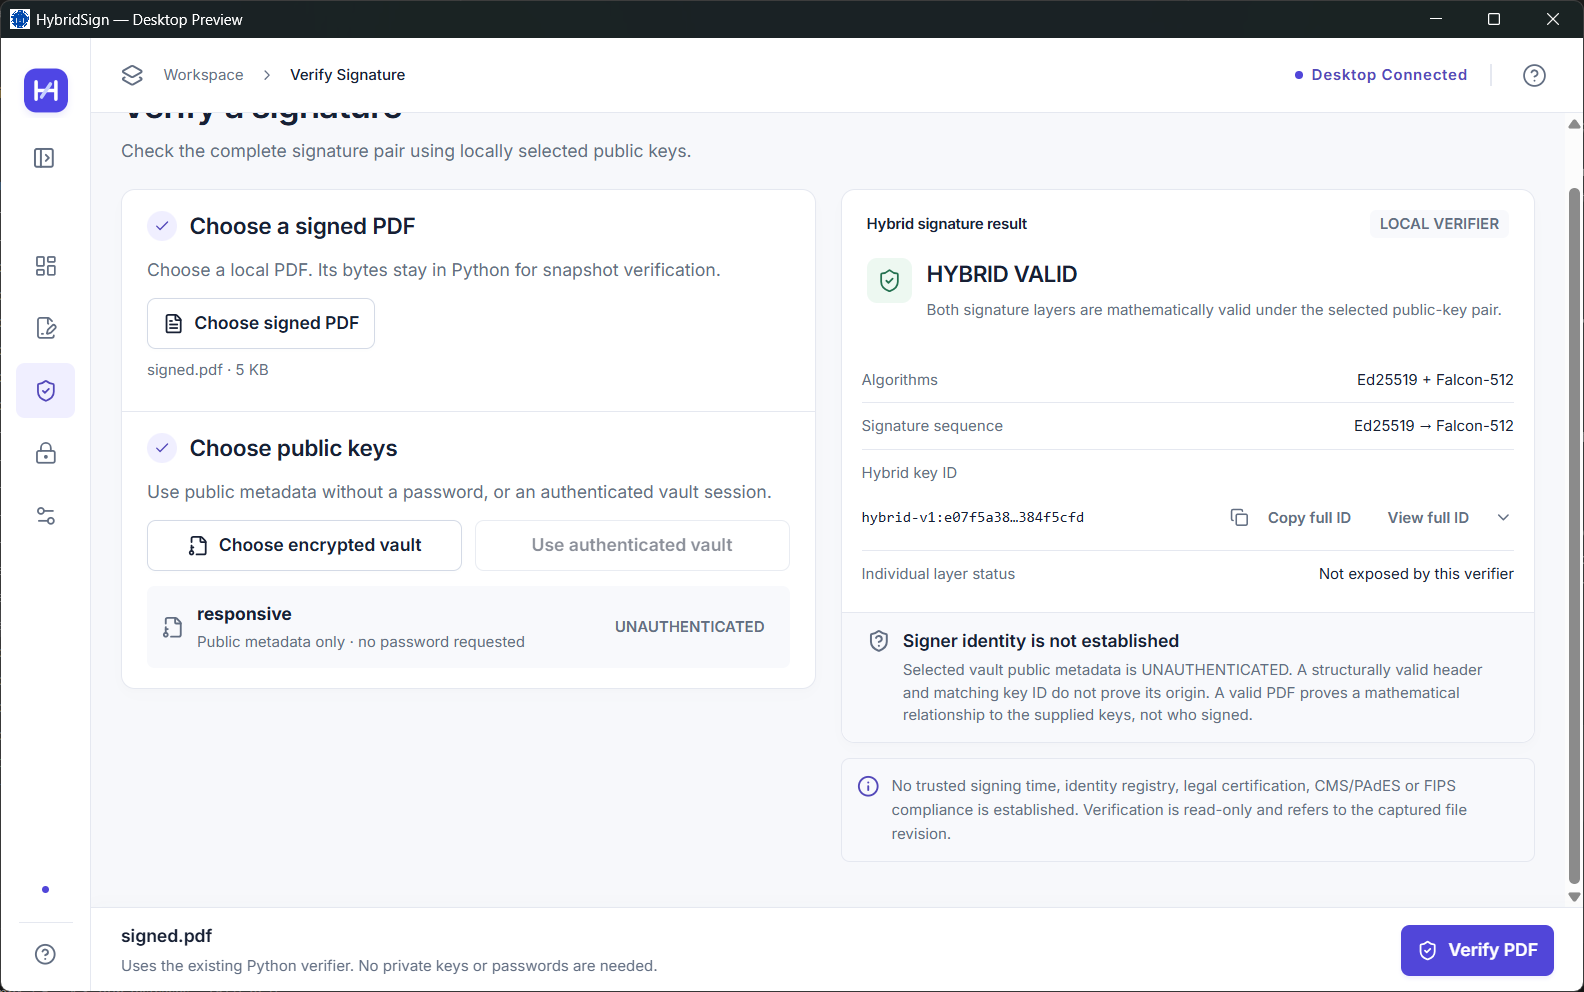 HybridSign — Desktop Preview
Workspace
Verify Signature
Desktop Connected
Verify a signature
Check the complete signature pair using locally selected public keys.
Choose a signed PDF
Choose a local PDF. Its bytes stay in Python for snapshot verification.
Choose signed PDF
signed.pdf · 5 KB
Choose public keys
Use public metadata without a password, or an authenticated vault session.
Choose encrypted vault
Use authenticated vault
responsive
Public metadata only · no password requested
UNAUTHENTICATED
Hybrid signature result
LOCAL VERIFIER
HYBRID VALID
Both signature layers are mathematically valid under the selected public-key pair.
Algorithms
Ed25519 + Falcon-512
Signature sequence
Ed25519 → Falcon-512
Hybrid key ID
hybrid-v1:e07f5a38…384f5cfd
Copy full ID
View full ID
Individual layer status
Not exposed by this verifier
Signer identity is not established
Selected vault public metadata is UNAUTHENTICATED. A structurally valid header
and matching key ID do not prove its origin. A valid PDF proves a mathematical
relationship to the supplied keys, not who signed.
No trusted signing time, identity registry, legal certification, CMS/PAdES or FIPS
compliance is established. Verification is read-only and refers to the captured file
revision.
signed.pdf
Uses the existing Python verifier. No private keys or passwords are needed.
Verify PDF